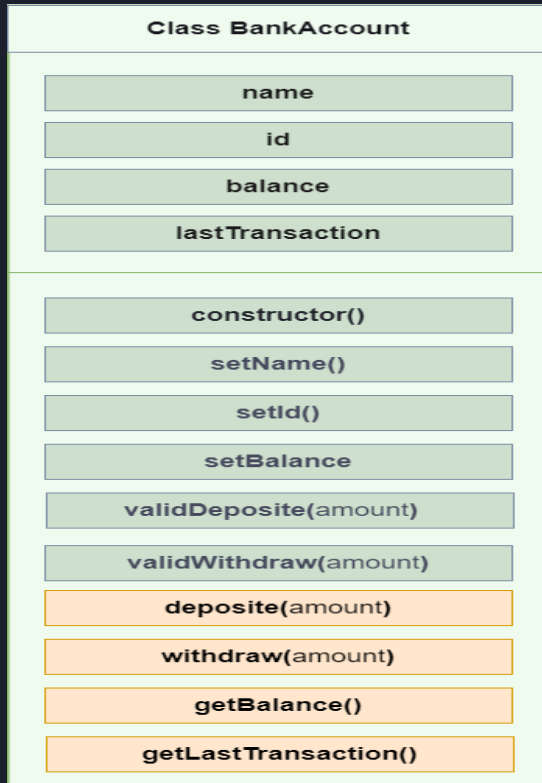 Class BankAccount
name
id
balance
lastTransaction
constructor()
setName()
setId()
setBalance
validDeposite(amount)
validWithdraw(amount)
deposite(amount)
withdraw(amount)
getBalance()
getLastTransaction()